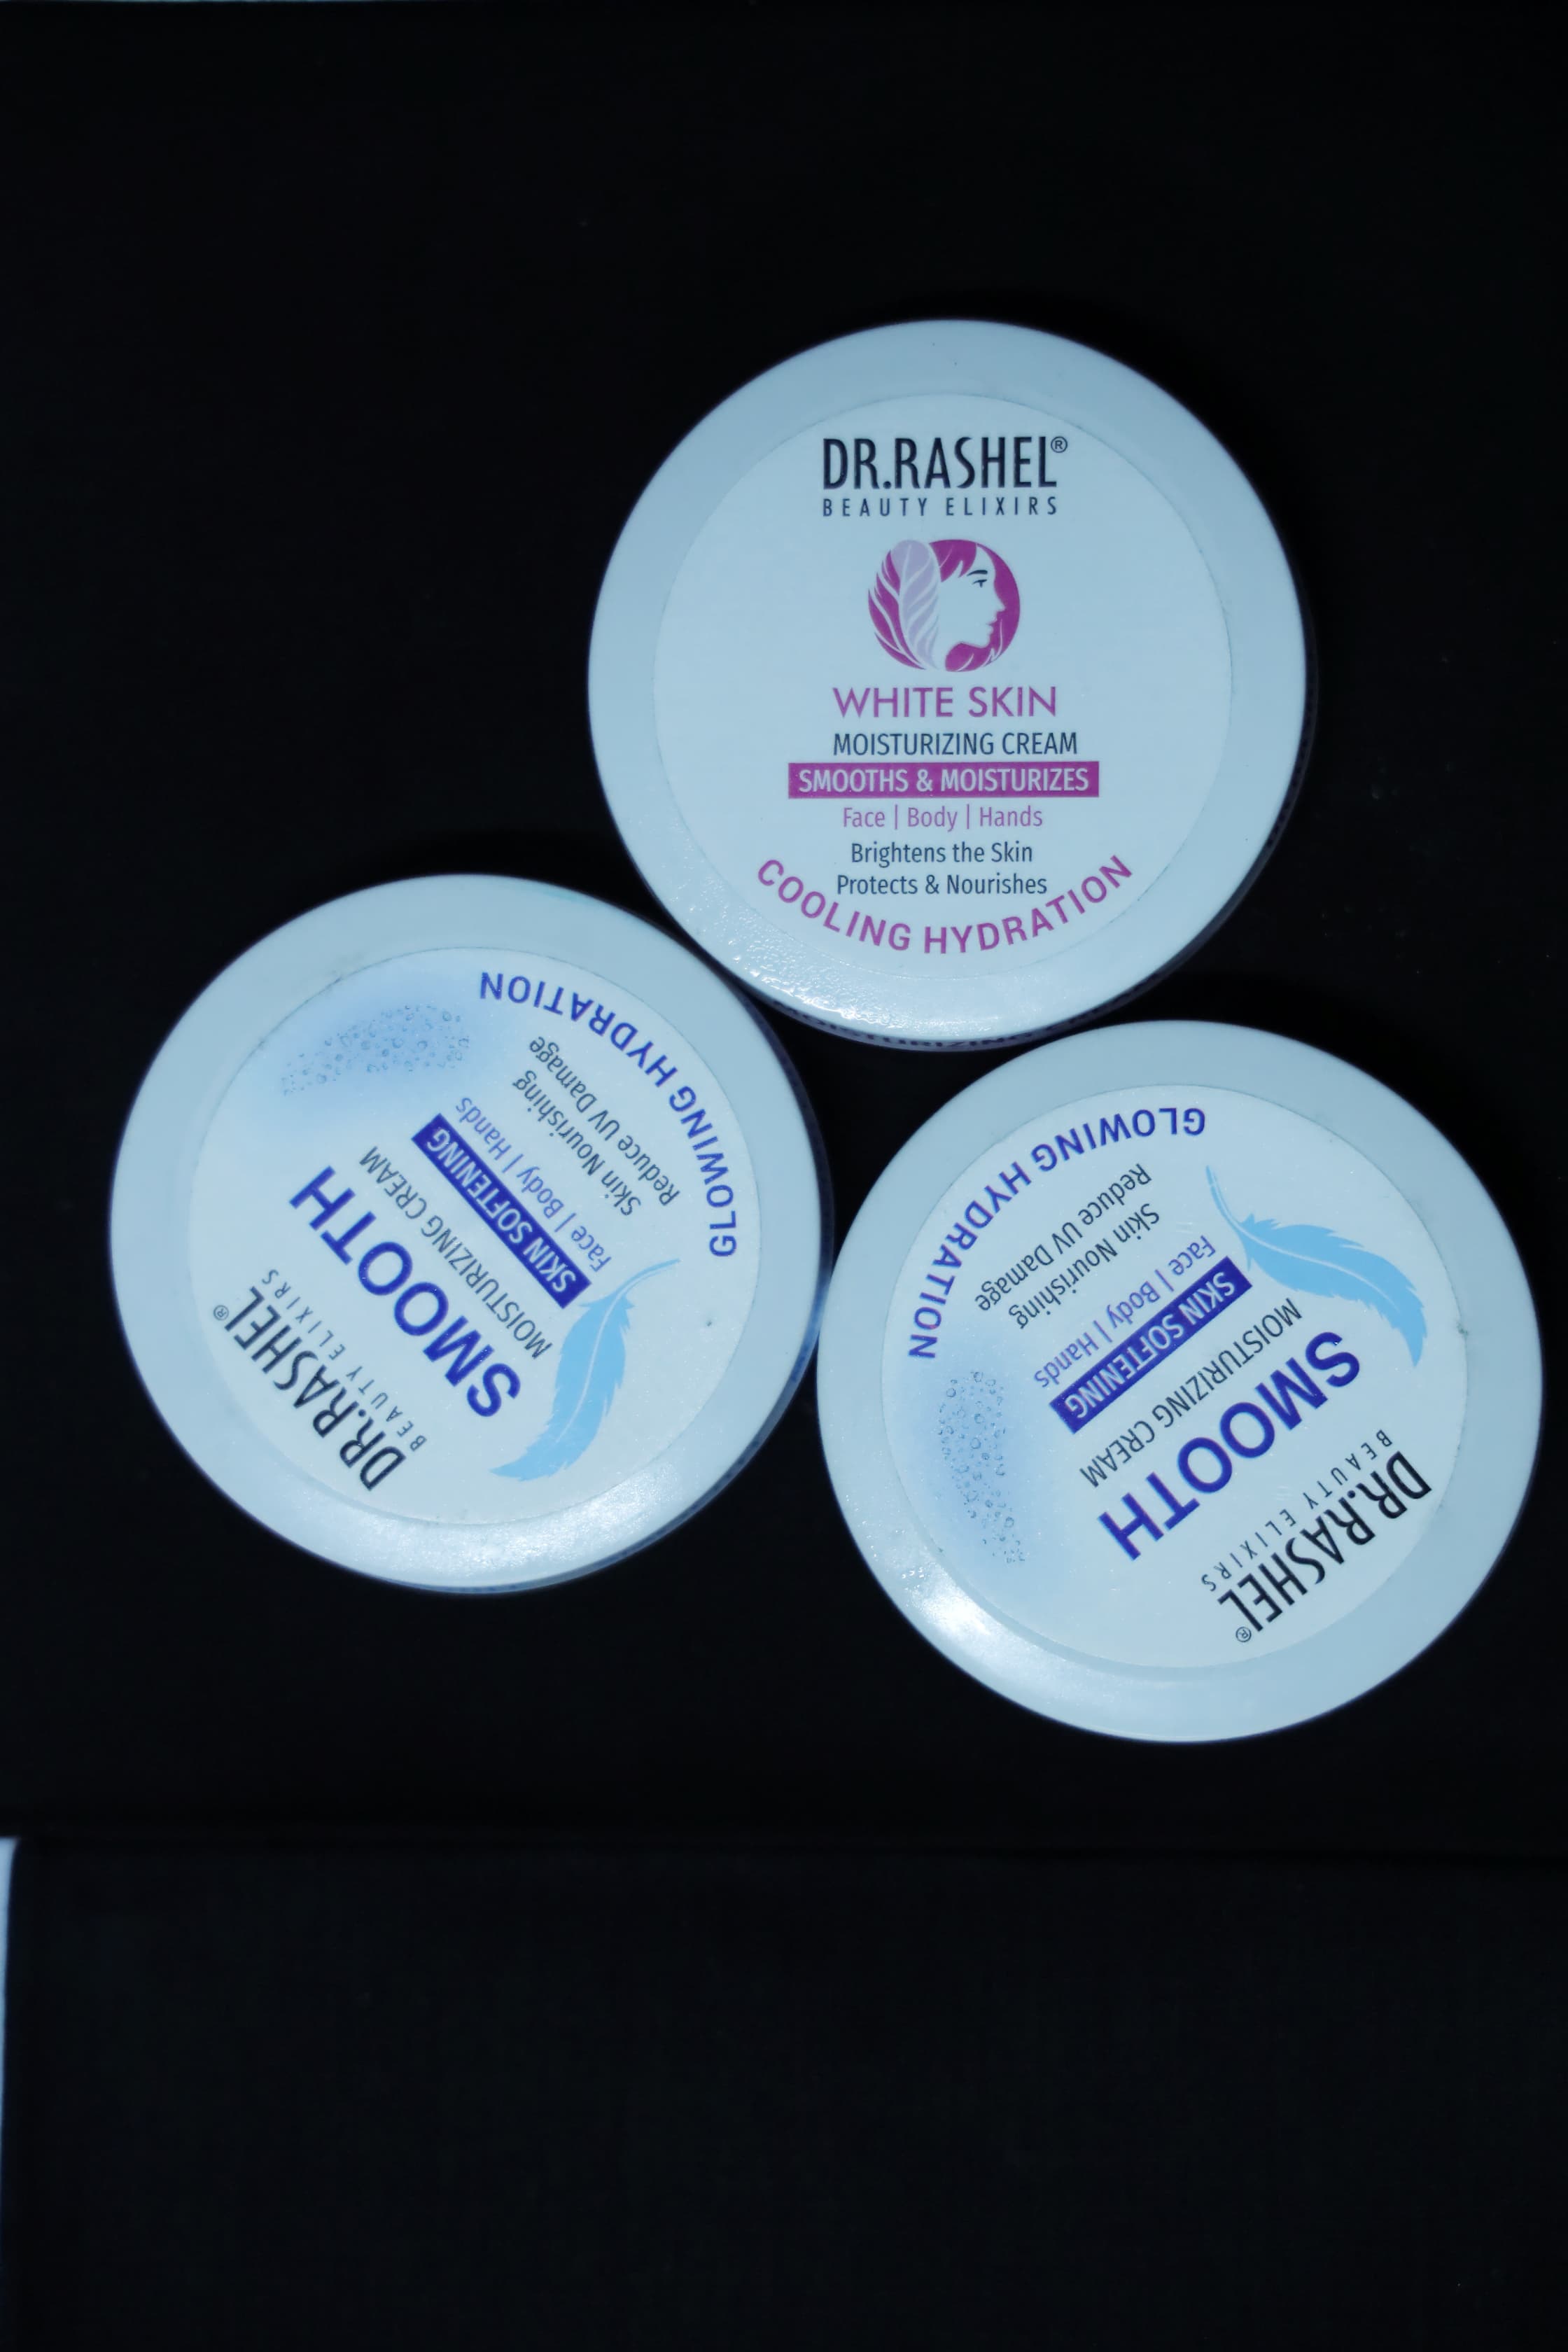 DR.RASHEL®
BEAUTY ELIXIRS
WHITE SKIN
MOISTURIZING CREAM
SMOOTHS & MOISTURIZES
Face | Body | Hands
Brightens the Skin
Protects & Nourishes
COOLING HYDRATION
DR.RASHEL®
BEAUTY ELIXIRS
SMOOTH
MOISTURIZING CREAM
SKIN SOFTENING
Face | Body | Hands
Skin Nourishing
Reduce UV Damage
GLOWING HYDRATION
DR.RASHEL®
BEAUTY ELIXIRS
SMOOTH
MOISTURIZING CREAM
SKIN SOFTENING
Face | Body | Hands
Skin Nourishing
Reduce UV Damage
GLOWING HYDRATION